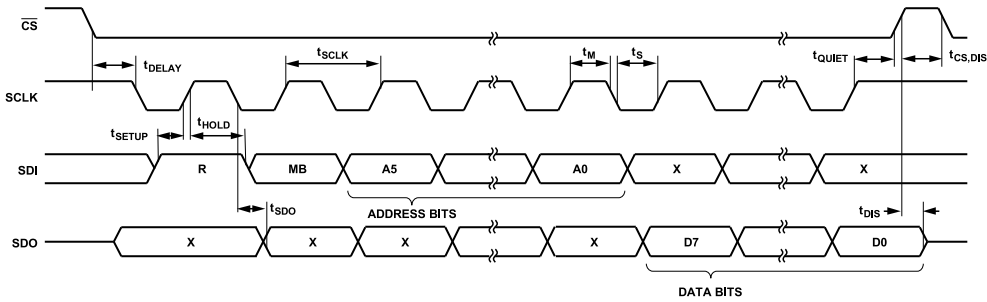 CS
tDELAY
tSCLK
tM
tS
tQUIET
tCS,DIS
SCLK
tSETUP
tHOLD
SDI
R
MB
A5
A0
X
X
tSDO
ADDRESS BITS
tDIS
SDO
X
X
X
X
D7
D0
DATA BITS